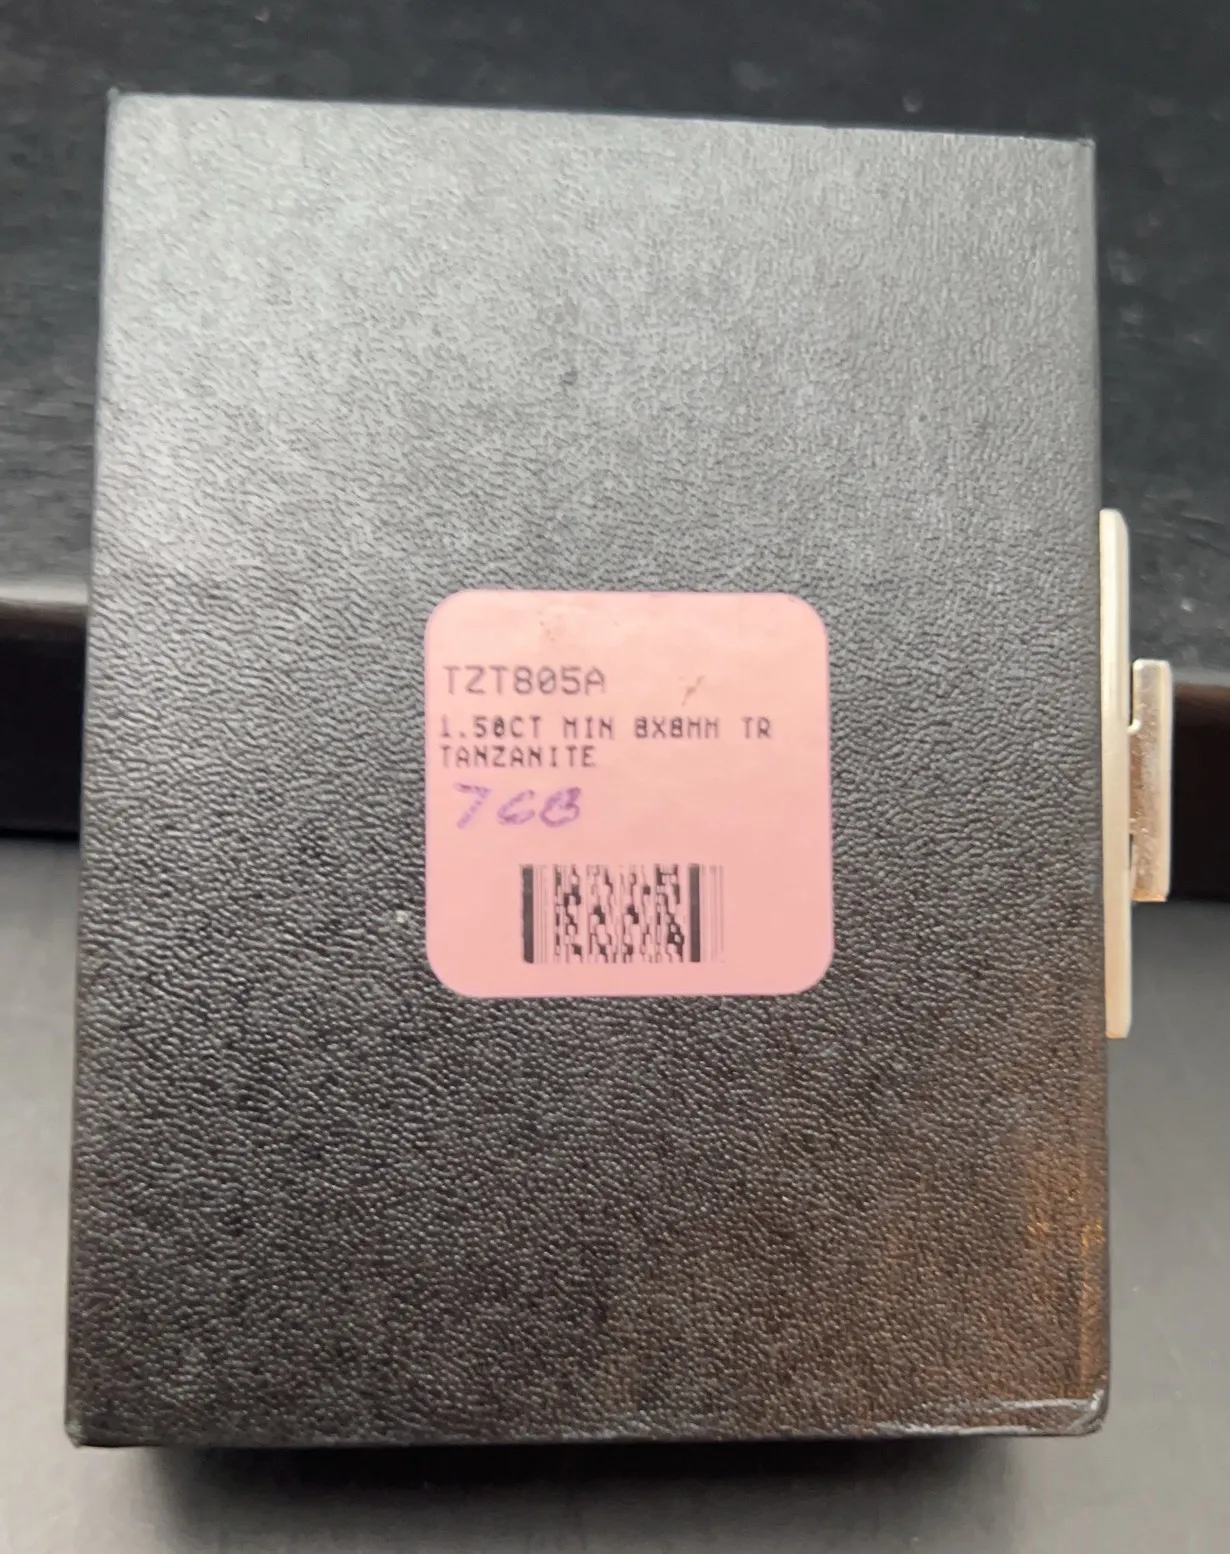 TZT805A
1.50CT MIN 8X8MM TR
TANZANITE
76B